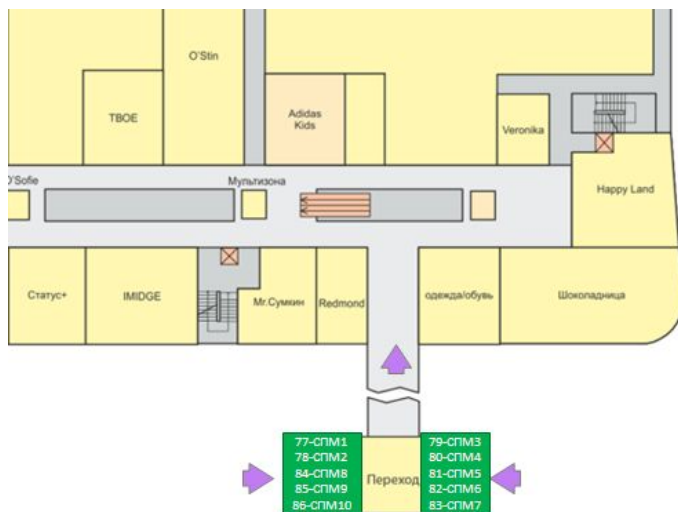 O'Stin
ТВОЕ
Adidas
Kids
Veronika
O'Sofie
Мультизона
Happy Land
Статус+
IMIDGE
Mr.Сумкин
Redmond
одежда/обувь
Шоколадница
77-СПМ1
78-СПМ2
84-СПМ8
85-СПМ9
86-СПМ10
Переход
79-СПМ3
80-СПМ4
81-СПМ5
82-СПМ6
83-СПМ7